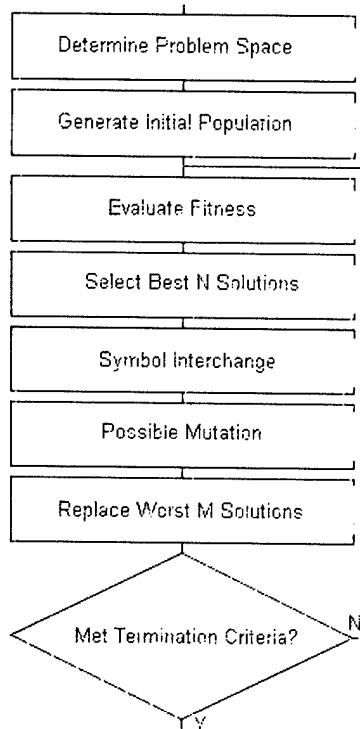 Determine Problem Space
Generate Initial Population
Evaluate Fitness
Select Best N Solutions
Symbol Interchange
Possible Mutation
Replace Worst M Solutions
Met Termination Criteria?
N
Y